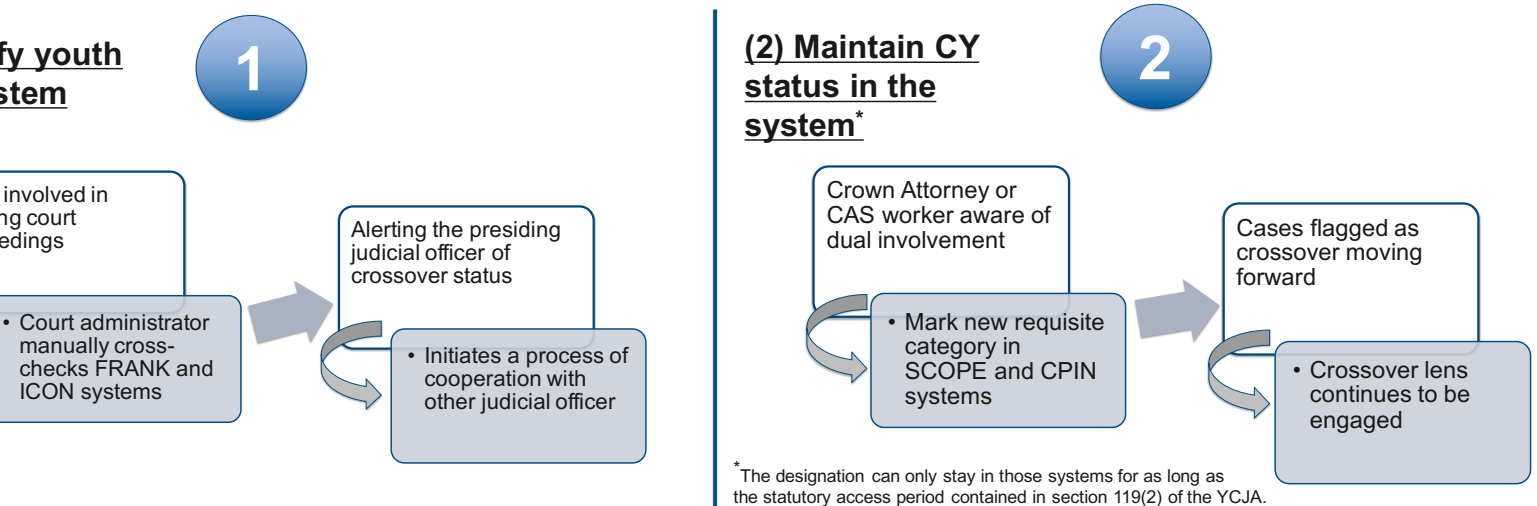 fy youth
stem
1
involved in
ng court
edings
• Court administrator
manually cross-
checks FRANK and
ICON systems
Alerting the presiding
judicial officer of
crossover status
• Initiates a process of
cooperation with
other judicial officer
(2) Maintain CY
status in the
system*
2
Crown Attorney or
CAS worker aware of
dual involvement
• Mark new requisite
category in
SCOPE and CPIN
systems
Cases flagged as
crossover moving
forward
• Crossover lens
continues to be
engaged
*The designation can only stay in those systems for as long as
the statutory access period contained in section 119(2) of the YCJA.